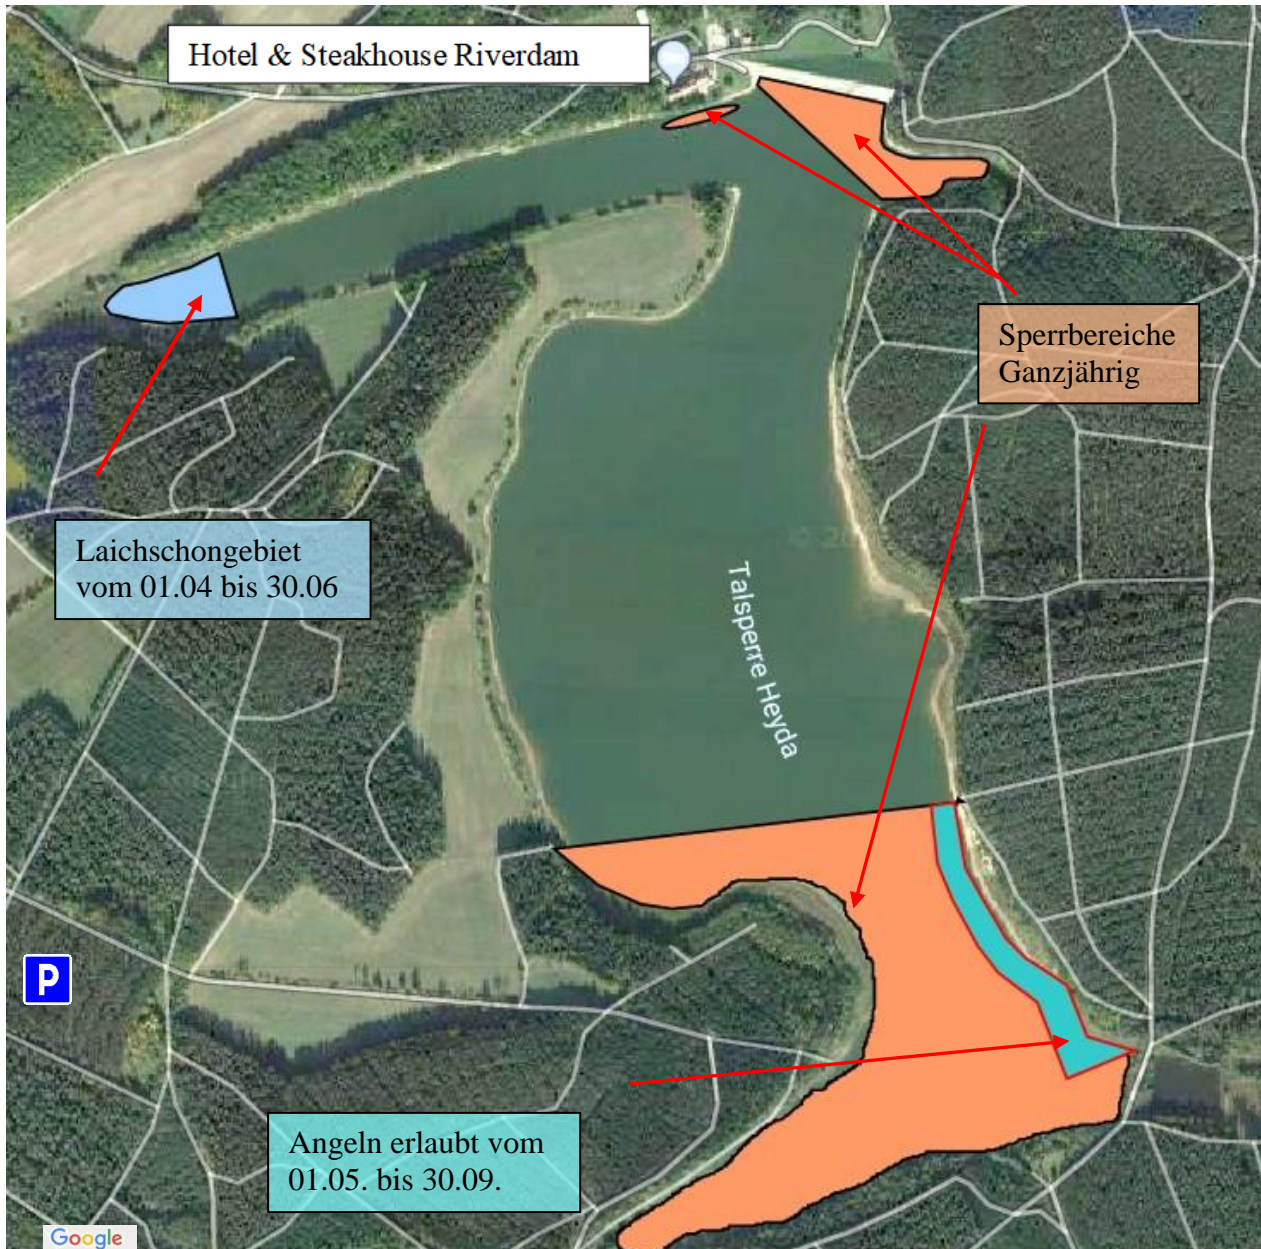 Hotel & Steakhouse Riverdam
Sperrbereiche
Ganzjährig
Laichschongebiet
vom 01.04 bis 30.06
Talsperre Heyda
P
Angeln erlaubt vom
01.05. bis 30.09.
Google